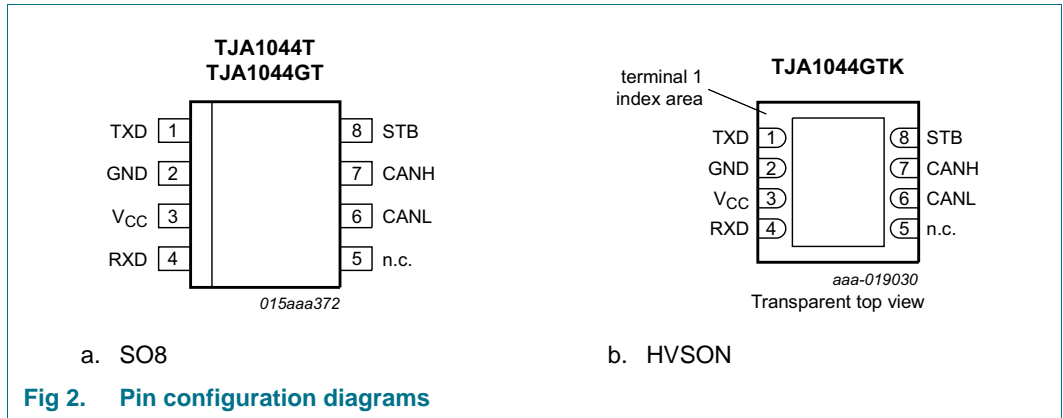 TJA1044T
TJA1044GT
TXD 1
GND 2
VCC 3
RXD 4
8 STB
7 CANH
6 CANL
5 n.c.
015aaa372
a. SO8
TJA1044GTK
terminal 1
index area
TXD 1
GND 2
VCC 3
RXD 4
8 STB
7 CANH
6 CANL
5 n.c.
aaa-019030
Transparent top view
b. HVSON
Fig 2. Pin configuration diagrams